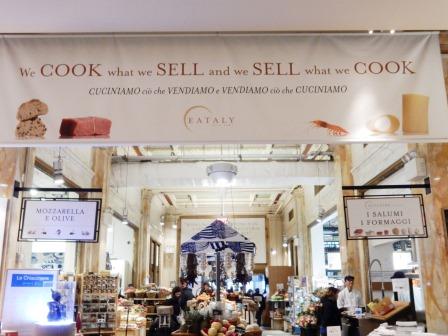 We COOK what we SELL and we SELL what we COOK
CUCINIAMO ciò che VENDIAMO e VENDIAMO ciò che CUCINIAMO
EATALY
MOZZARELLA
E OLIVE
I SALUMI
I FORMAGGI